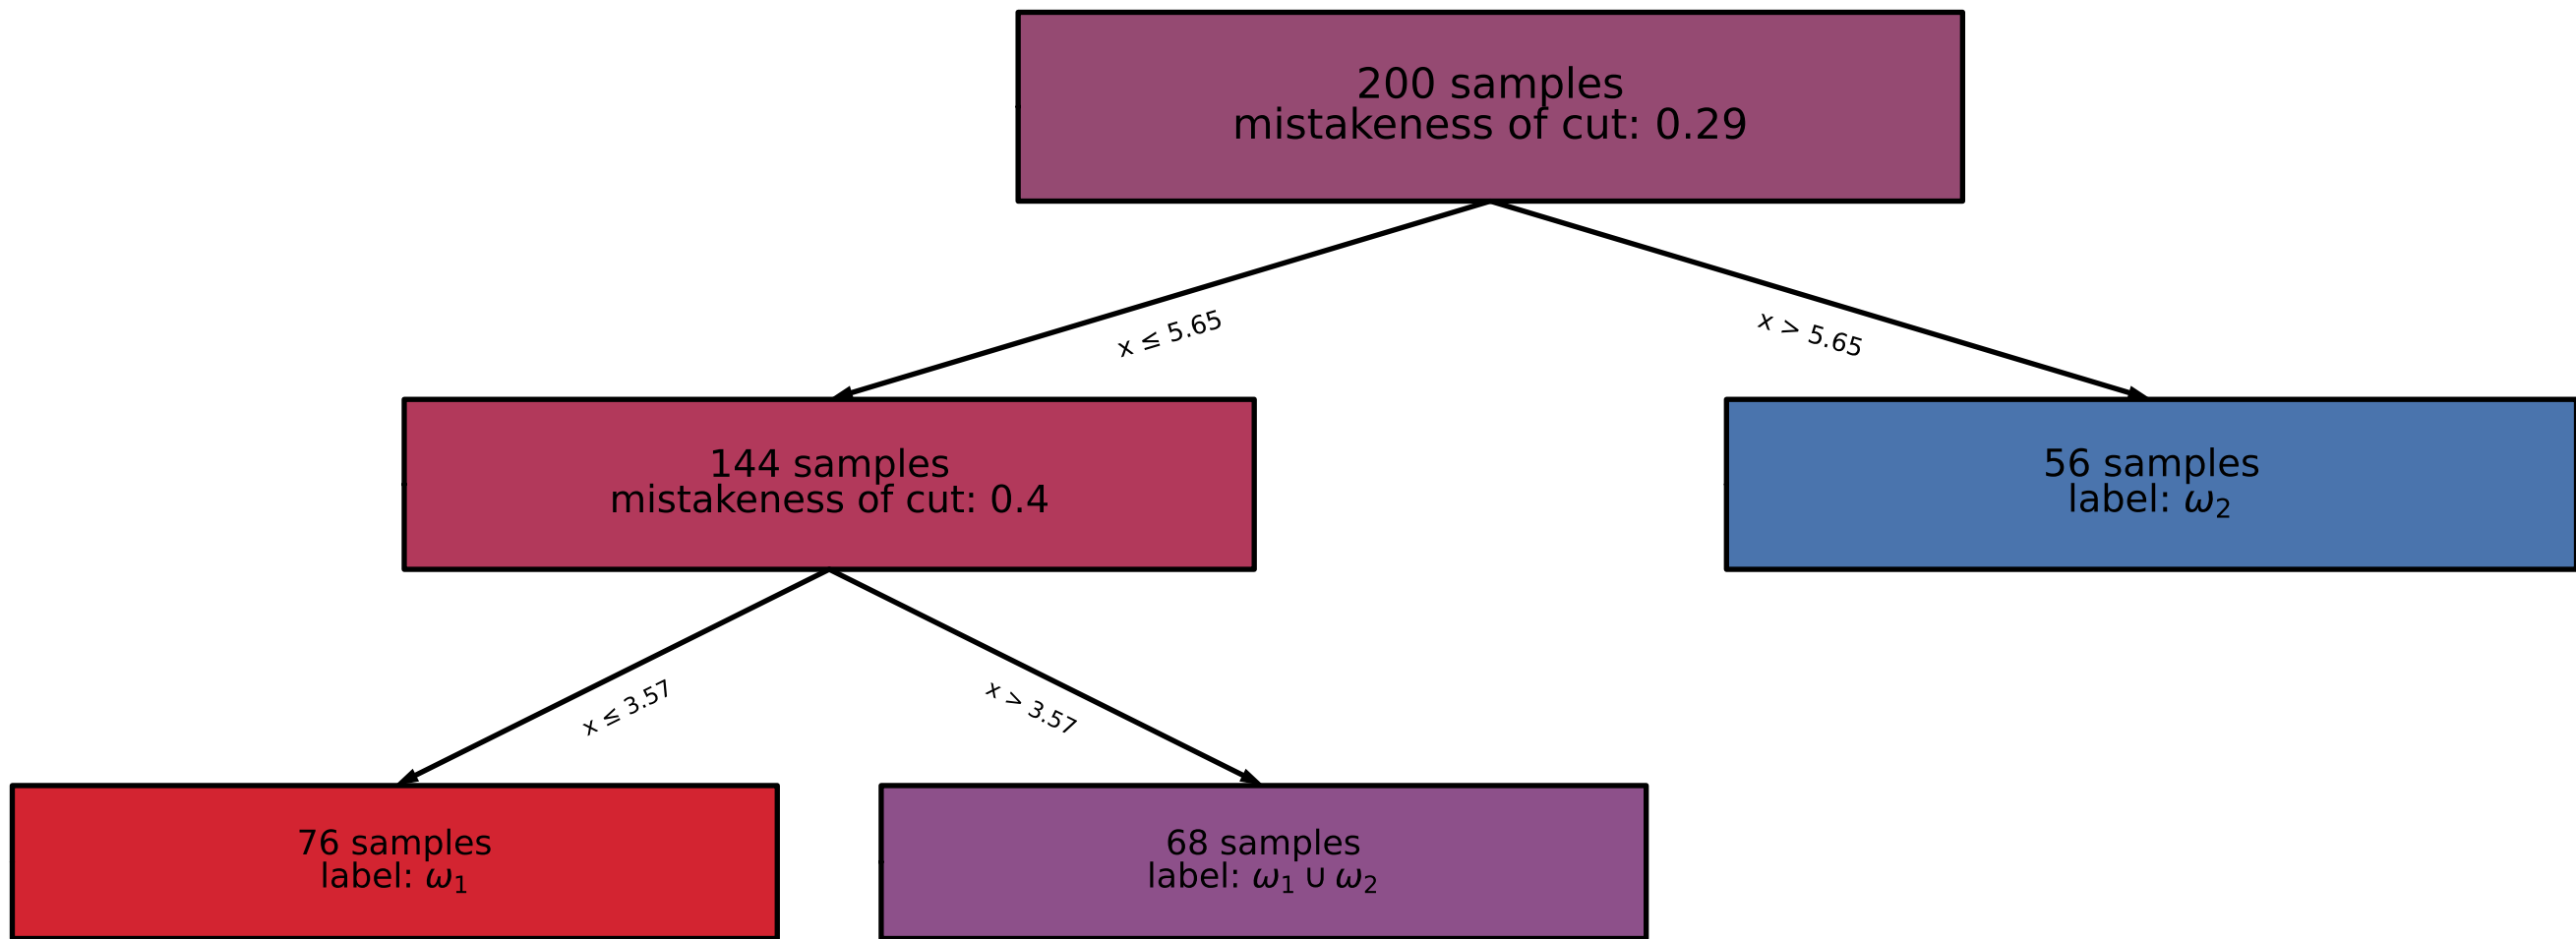 200 samples
mistakeness of cut: 0.29
x ≤ 5.65
x > 5.65
144 samples
mistakeness of cut: 0.4
56 samples
label: ω₂
x ≤ 3.57
x > 3.57
76 samples
label: ω₁
68 samples
label: ω₁ ∪ ω₂